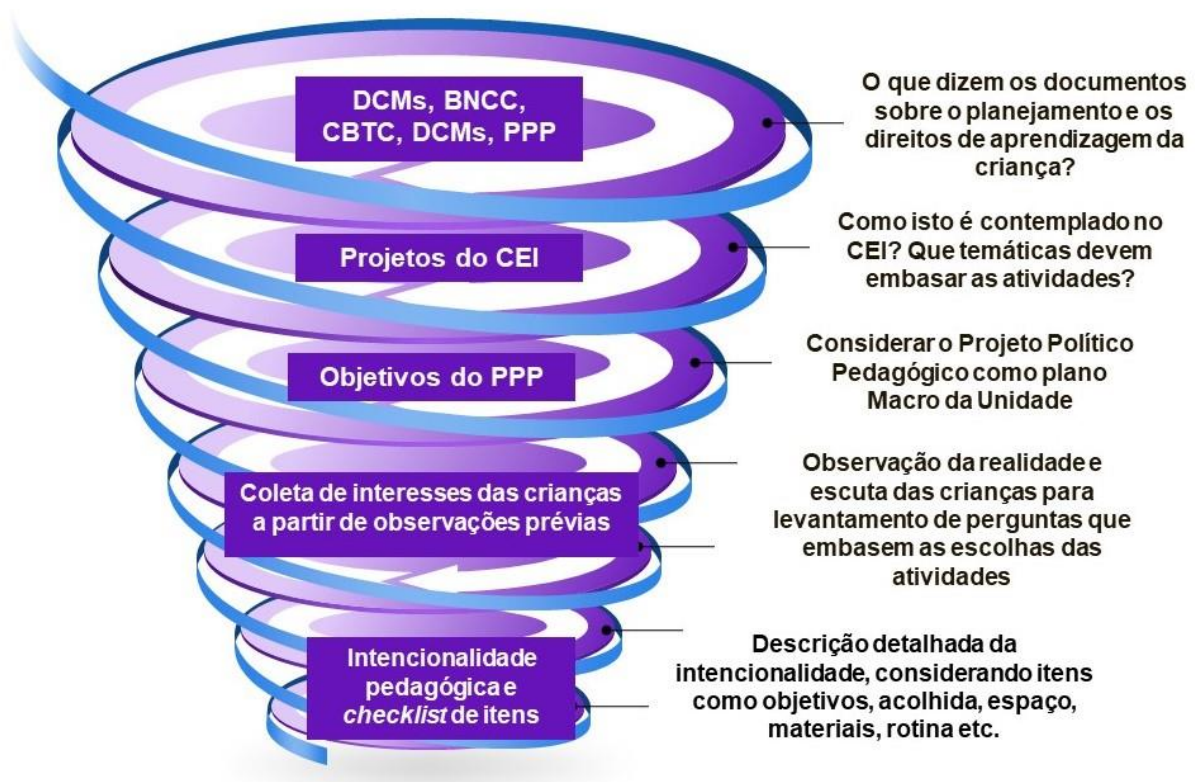 DCMs, BNCC,
CBTC, DCMs, PPP
O que dizem os documentos
sobre o planejamento e os
direitos de aprendizagem da
criança?
Projetos do CEI
Como isto é contemplado no
CEI? Que temáticas devem
embasar as atividades?
Objetivos do PPP
Considerar o Projeto Político
Pedagógico como plano
Macro da Unidade
Coleta de interesses das crianças
a partir de observações prévias
Observação da realidade e
escuta das crianças para
levantamento de perguntas que
embasem as escolhas das
atividades
Intencionalidade
pedagógica e
checklist de itens
Descrição detalhada da
intencionalidade, considerando itens
como objetivos, acolhida, espaço,
materiais, rotina etc.